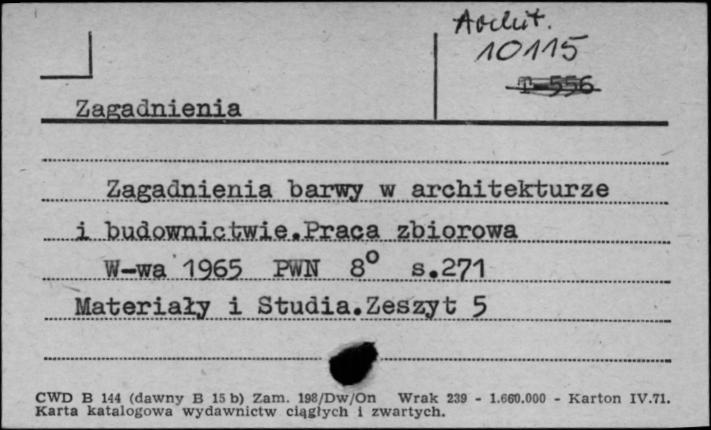 Archit.
10115
I-556
Zagadnienia
Zagadnienia barwy w architekturze
i budownictwie.Praca zbiorowa
W-wa 1965 PWN 8° s.271
Materiały i Studia.Zeszyt 5
CWD B 144 (dawny B 15 b) Zam. 198/Dw/On Wrak 239 - 1.660.000 - Karton IV.71.
Karta katalogowa wydawnictw ciągłych i zwartych.